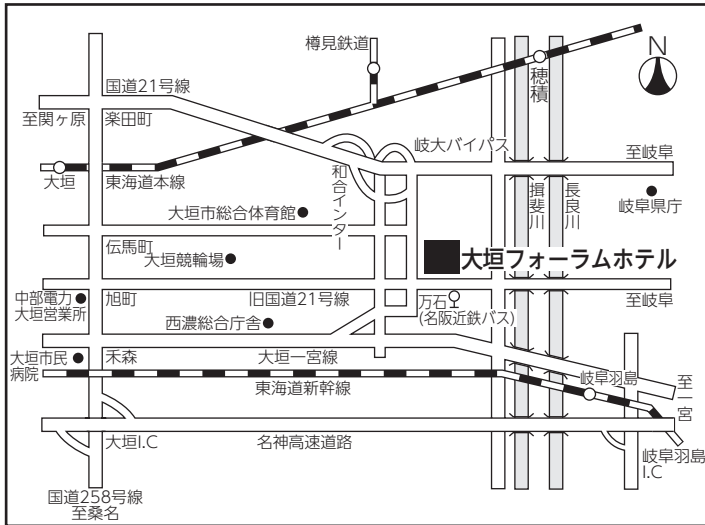 樽見鉄道
N
国道21号線
穂積
至関ヶ原
楽田町
岐大バイパス
至岐阜
大垣
東海道本線
和合インター
揖斐川
長良川
岐阜県庁
大垣市総合体育館
伝馬町
大垣競輪場
大垣フォーラムホテル
中部電力
大垣営業所
旭町
旧国道21号線
万石
(名阪近鉄バス)
至岐阜
西濃総合庁舎
大垣市民
病院
禾森
大垣一宮線
岐阜羽島
至一宮
東海道新幹線
大垣I.C
名神高速道路
岐阜羽島
I.C
国道258号線
至桑名